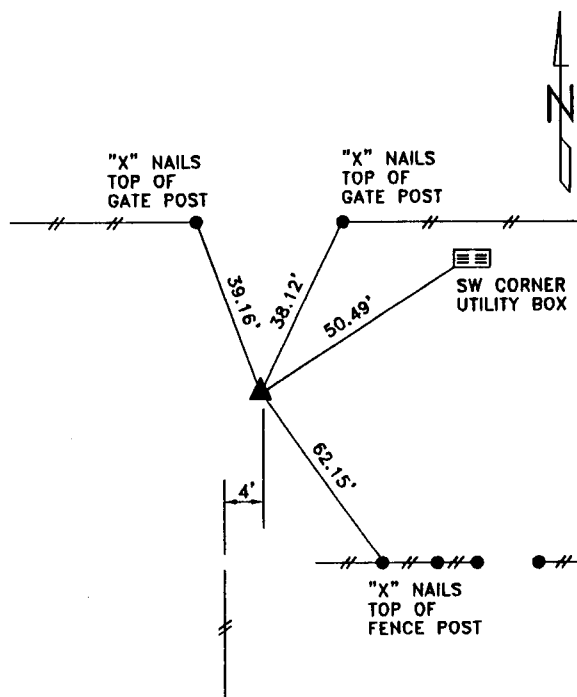 N
"X" NAILS
TOP OF
GATE POST
"X" NAILS
TOP OF
GATE POST
SW CORNER
UTILITY BOX
39.16'
38.12'
50.49'
62.15'
4'
"X" NAILS
TOP OF
FENCE POST